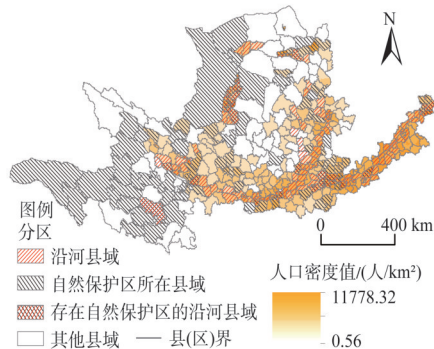 N
0 400 km
图例
分区
沿河县域
自然保护区所在县域
存在自然保护区的沿河县域
其他县域 县(区)界
人口密度值/(人/km²)
11778.32
0.56